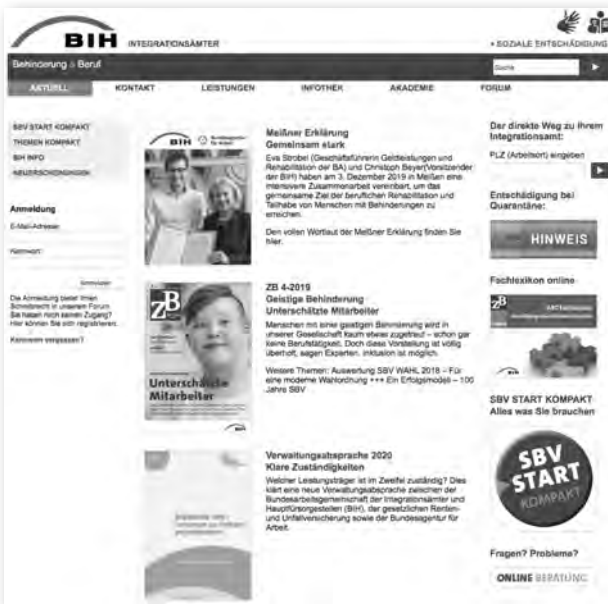 BIH INTEGRATIONSÄMTER
» SOZIALE ENTSCHÄDIGUNG
Behinderung & Beruf
Suche
AKTUELL KONTAKT LEISTUNGEN INFOTHEK AKADEMIE FORUM
SBV START KOMPAKT
THEMEN KOMPAKT
BIH INFO
NEUERSCHEINUNGEN
Anmeldung
E-Mail-Adresse:
Kennwort:
Die Anmeldung bietet Ihnen
Schreibrecht in unserem Forum.
Sie haben noch keinen Zugang?
Hier können Sie sich registrieren.
Kennwort vergessen?
BIH
Meißner Erklärung
Gemeinsam stark
Eva Strobel (Geschäftsführerin Geldleistungen und
Rehabilitation der BA) und Christoph Beyer(Vorsitzender
der BIH) haben am 3. Dezember 2019 in Meißen eine
intensivere Zusammenarbeit vereinbart, um das
gemeinsame Ziel der beruflichen Rehabilitation und
Teilhabe von Menschen mit Behinderungen zu
erreichen.
Den vollen Wortlaut der Meißner Erklärung finden Sie
hier.
ZB
Unterschätzte
Mitarbeiter
BIH
ZB 4-2019
Geistige Behinderung
Unterschätzte Mitarbeiter
Menschen mit einer geistigen Behinderung wird in
unserer Gesellschaft kaum etwas zugetraut – schon gar
keine Berufstätigkeit. Doch diese Vorstellung ist völlig
überholt, sagen Experten. Inklusion ist möglich.
Weitere Themen: Auswertung SBV WAHL 2018 – Für
eine moderne Wahlordnung +++ Ein Erfolgsmodell – 100
Jahre SBV
Verwaltungsabsprache 2020
Klare Zuständigkeiten
Welcher Leistungsträger ist im Zweifel zuständig? Dies
klärt eine neue Verwaltungsabsprache zwischen der
Bundesarbeitsgemeinschaft der Integrationsämter und
Hauptfürsorgestellen (BIH), der gesetzlichen Renten-
und Unfallversicherung sowie der Bundesagentur für
Arbeit.
Der direkte Weg zu Ihrem
Integrationsamt:
PLZ (Arbeitsort) eingeben
Entschädigung bei
Quarantäne:
HINWEIS
Fachlexikon online
ZB
BIH
SBV START KOMPAKT
Alles was Sie brauchen
SBV
START
KOMPAKT
Fragen? Probleme?
ONLINE BERATUNG